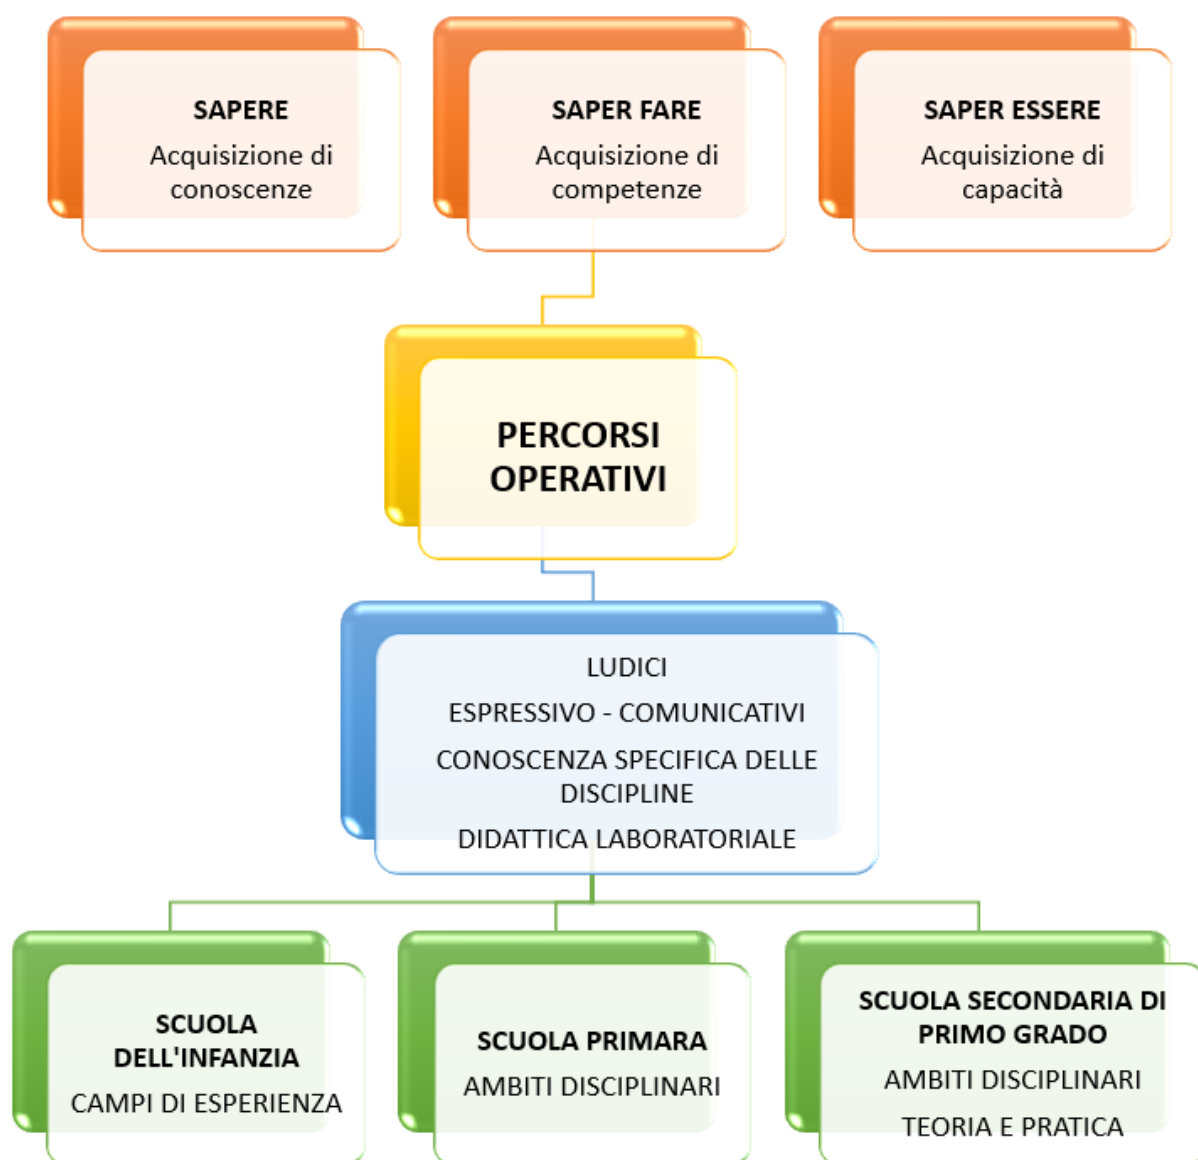 SAPERE
Acquisizione di
conoscenze
SAPER FARE
Acquisizione di
competenze
SAPER ESSERE
Acquisizione di
capacità
PERCORSI
OPERATIVI
LUDICI
ESPRESSIVO - COMUNICATIVI
CONOSCENZA SPECIFICA DELLE
DISCIPLINE
DIDATTICA LABORATORIALE
SCUOLA
DELL'INFANZIA
CAMPI DI ESPERIENZA
SCUOLA PRIMARA
AMBITI DISCIPLINARI
SCUOLA SECONDARIA DI
PRIMO GRADO
AMBITI DISCIPLINARI
TEORIA E PRATICA